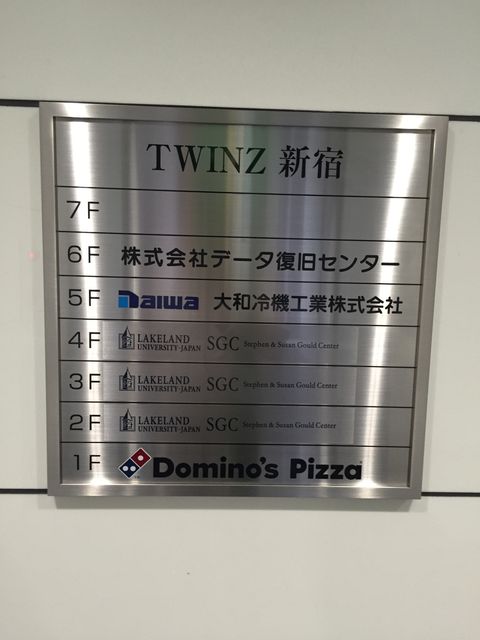 TWINZ 新宿
7F
6F 株式会社データ復旧センター
5F Daiwa 大和冷機工業株式会社
4F LAKELAND UNIVERSITY·JAPAN SGC Stephen & Susan Gould Center
3F LAKELAND UNIVERSITY·JAPAN SGC Stephen & Susan Gould Center
2F LAKELAND UNIVERSITY·JAPAN SGC Stephen & Susan Gould Center
1F Domino's Pizza